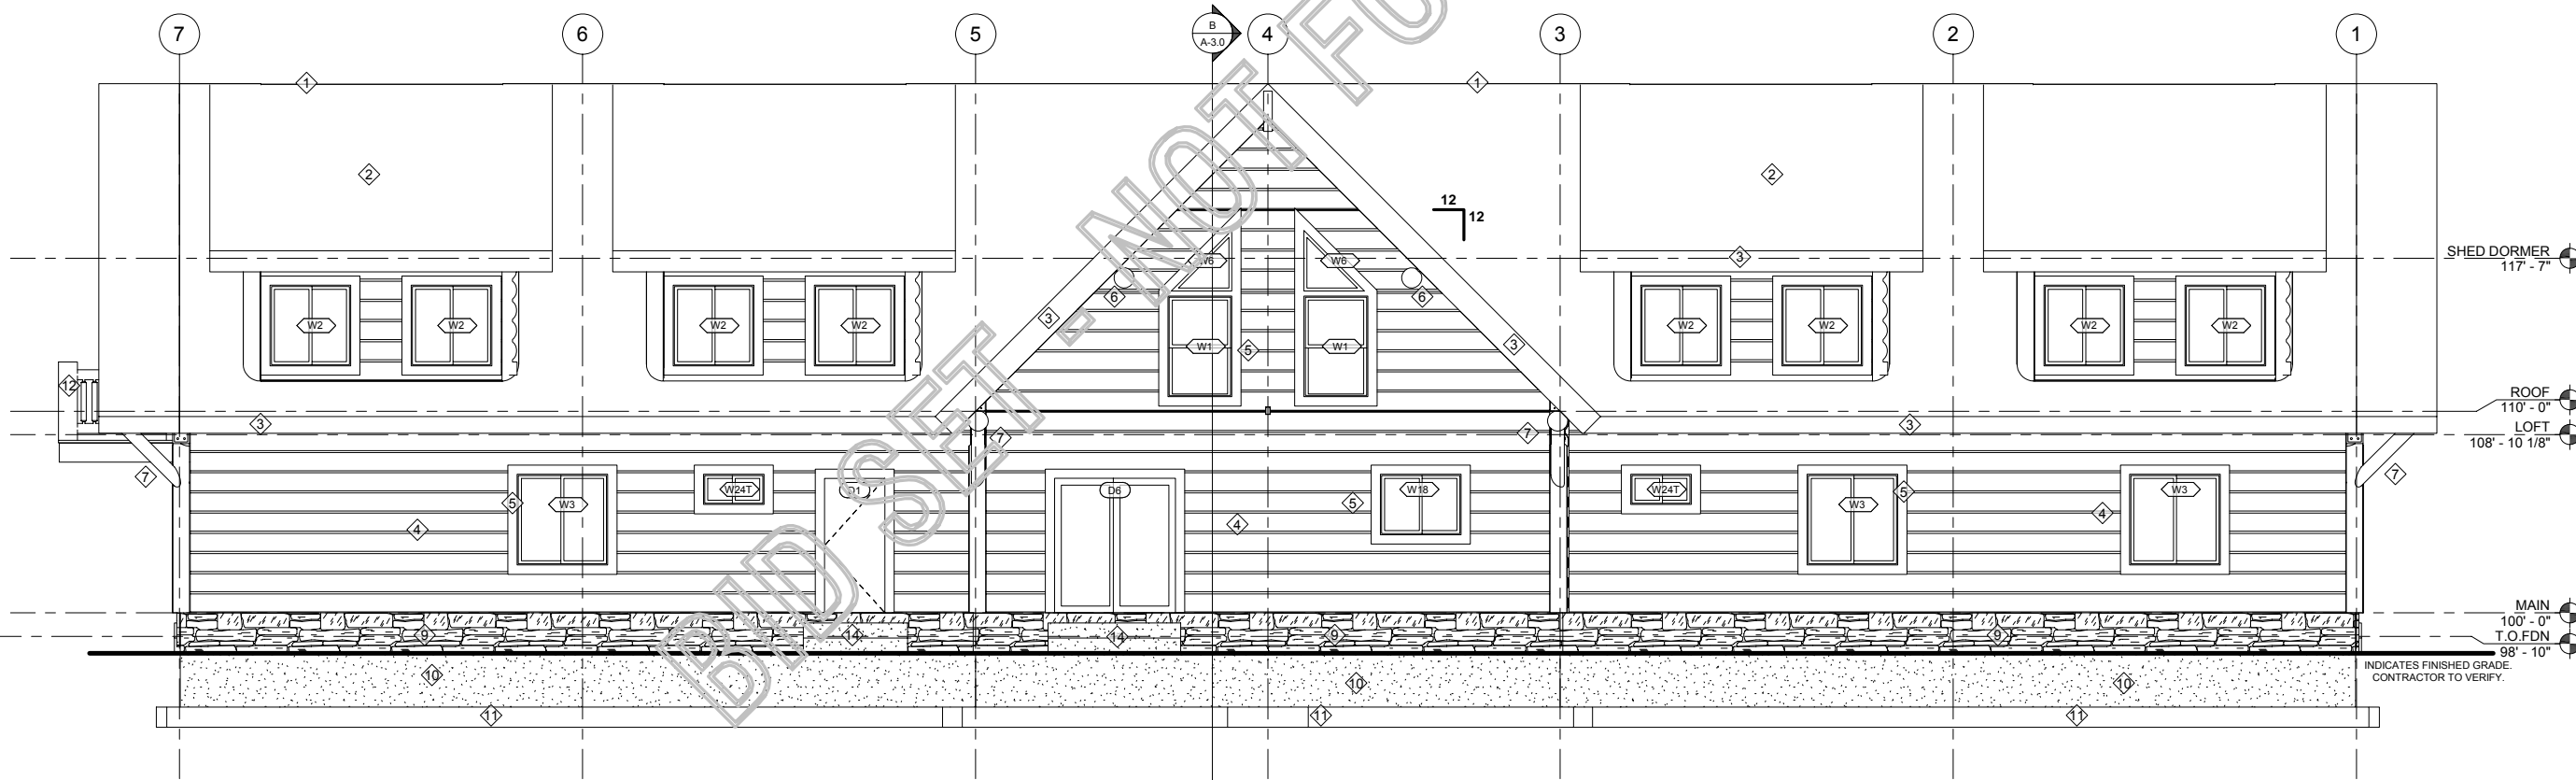 7
6
5
B
A-3.0
4
3
2
1
1
1
2
2
12
12
SHED DORMER
117' - 7"
3
W6
W6
6
6
W2
W2
W2
W2
W2
W2
W2
W2
3
3
W1
5
W1
12
ROOF
110' - 0"
3
3
LOFT
108' - 10 1/8"
7
7
7
7
W3
5
W24T
D1
D6
5
W18
W24T
W3
5
W3
4
4
4
MAIN
100' - 0"
9
14
14
9
9
T.O.FDN
98' - 10"
INDICATES FINISHED GRADE.
CONTRACTOR TO VERIFY.
10
10
10
11
11
11
BID SET - NOT FO